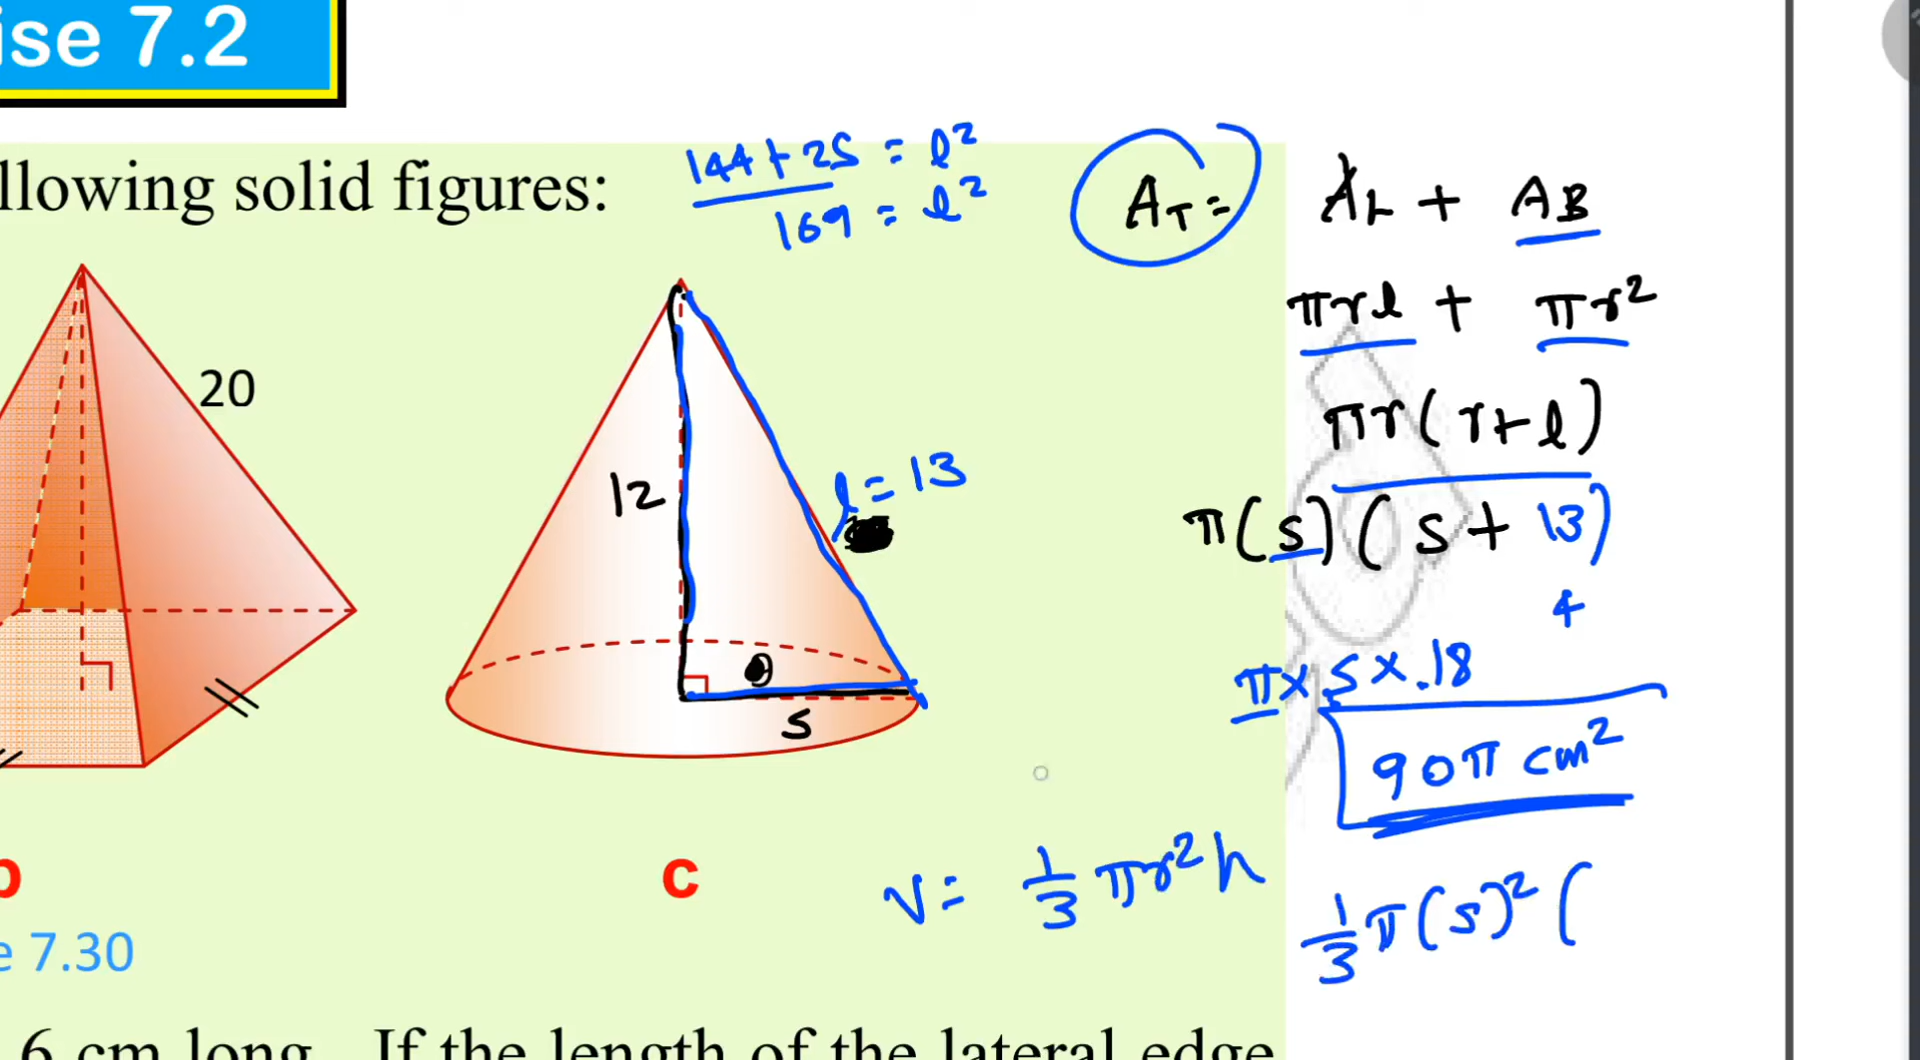 ise 7.2
llowing solid figures:
144+25 = l²
169 = l²
A_T =
A_L + AB
πrl + πr²
πr(r+l)
π(5)(5+13)
π×5×18
90π cm²
20
12
l = 13
5
b
c
V = 1/3 πr²h
1/3 π(5)² (
e 7.30
6 cm long. If the length of the lateral edge